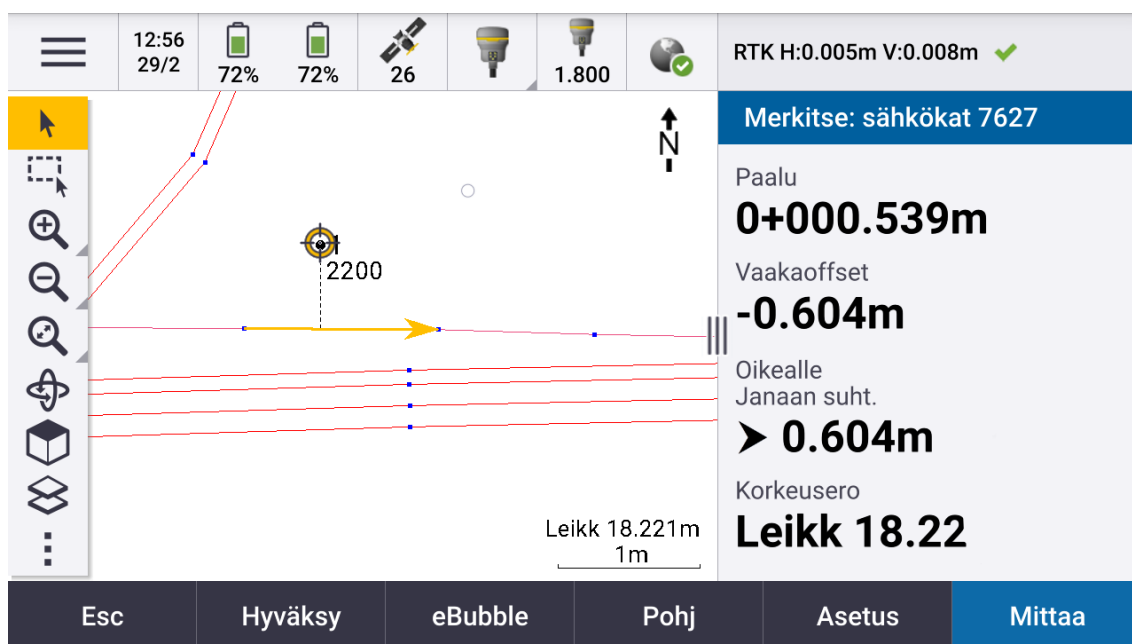 12:56
29/2
72%
72%
26
1.800
RTK H:0.005m V:0.008m
Merkitse: sähkökat 7627
N
2200
Paalu
0+000.539m
Vaakaoffset
-0.604m
Oikealle
Janaan suht.
0.604m
Korkeusero
Leikk 18.22
Leikk 18.221m
1m
Esc
Hyväksy
eBubble
Pohj
Asetus
Mittaa